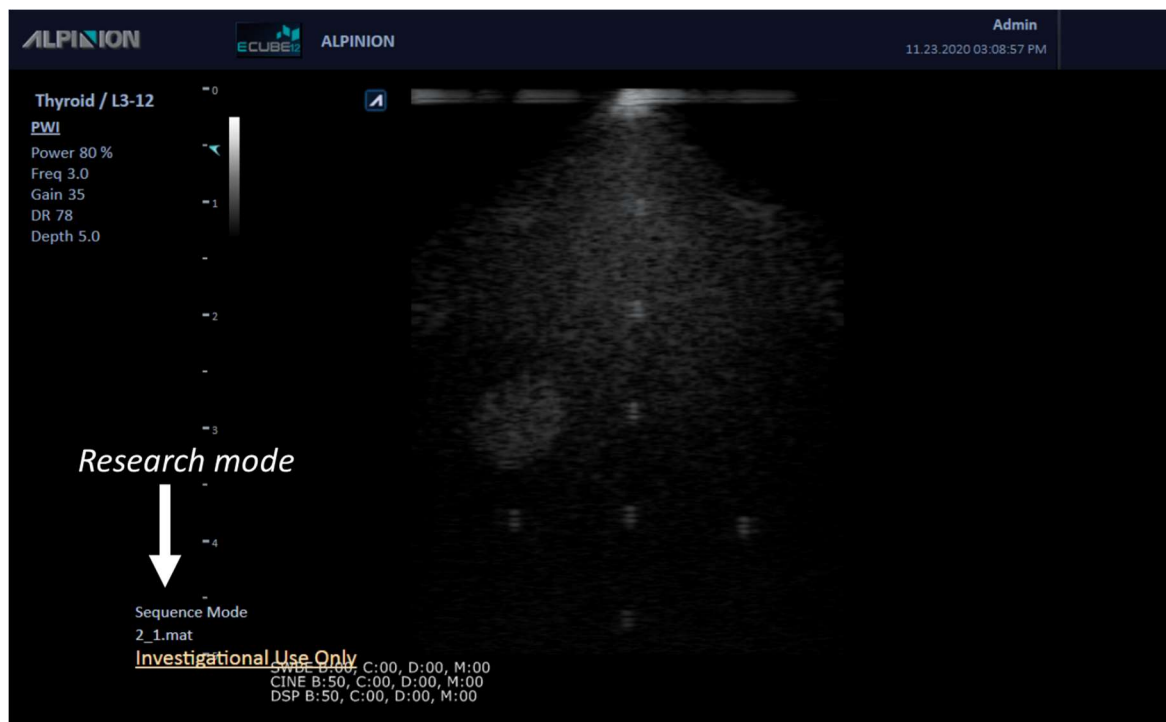 ALPINION
ECUBE12
ALPINION
Admin
11.23.2020 03:08:57 PM
Thyroid / L3-12
PWI
Power 80 %
Freq 3.0
Gain 35
DR 78
Depth 5.0
0
1
2
3
4
Research mode
Sequence Mode
2_1.mat
Investigational Use Only
SWBE B:00, C:00, D:00, M:00
CINE B:50, C:00, D:00, M:00
DSP B:50, C:00, D:00, M:00